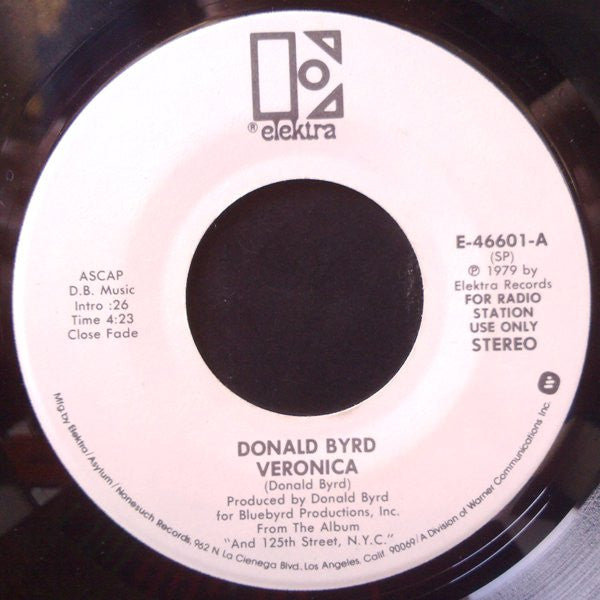 ® elektra
ASCAP
D.B. Music
Intro :26
Time 4:23
Close Fade
E-46601-A
(SP)
℗ 1979 by
Elektra Records
FOR RADIO
STATION
USE ONLY
STEREO
DONALD BYRD
VERONICA
(Donald Byrd)
Produced by Donald Byrd
for Bluebyrd Productions, Inc.
From The Album
"And 125th Street, N.Y.C."
Mfg. by Elektra/Asylum/Nonesuch Records, 962 N. La Cienega Blvd., Los Angeles, Calif. 90069/A Division of Warner Communications Inc.